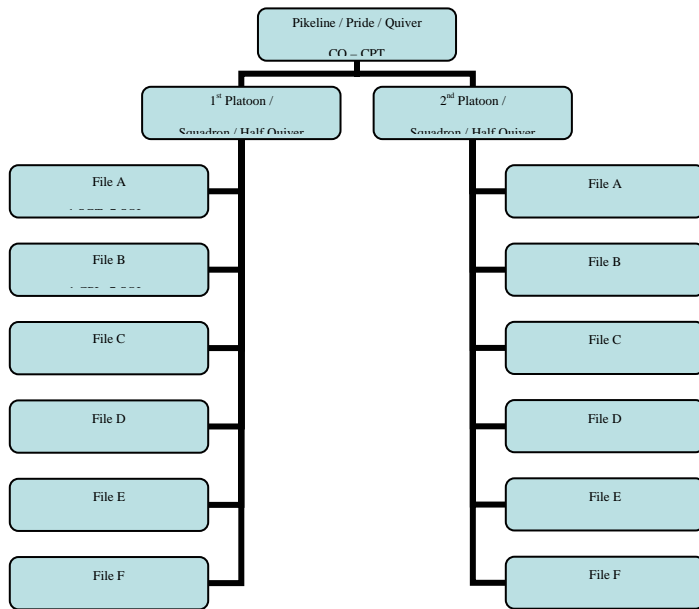 Pikeline / Pride / Quiver
CO – CPT
1st Platoon /
Squadron / Half Quiver
2nd Platoon /
Squadron / Half Quiver
File A
File B
File C
File D
File E
File F
File A
File B
File C
File D
File E
File F